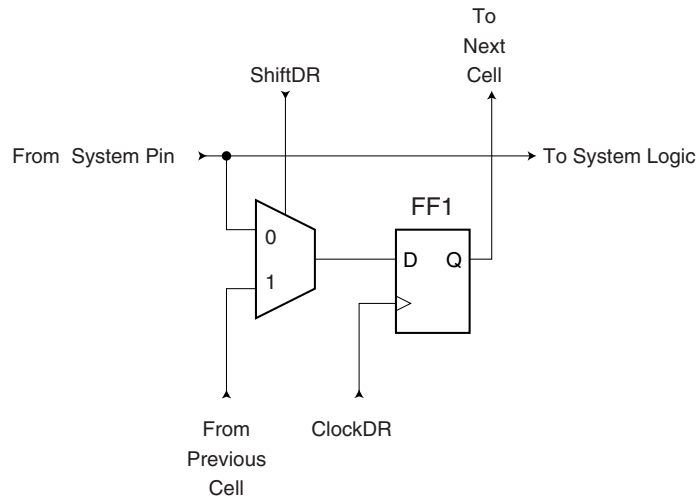 To
Next
Cell
ShiftDR
From System Pin
To System Logic
FF1
0
D Q
1
From
Previous
Cell
ClockDR